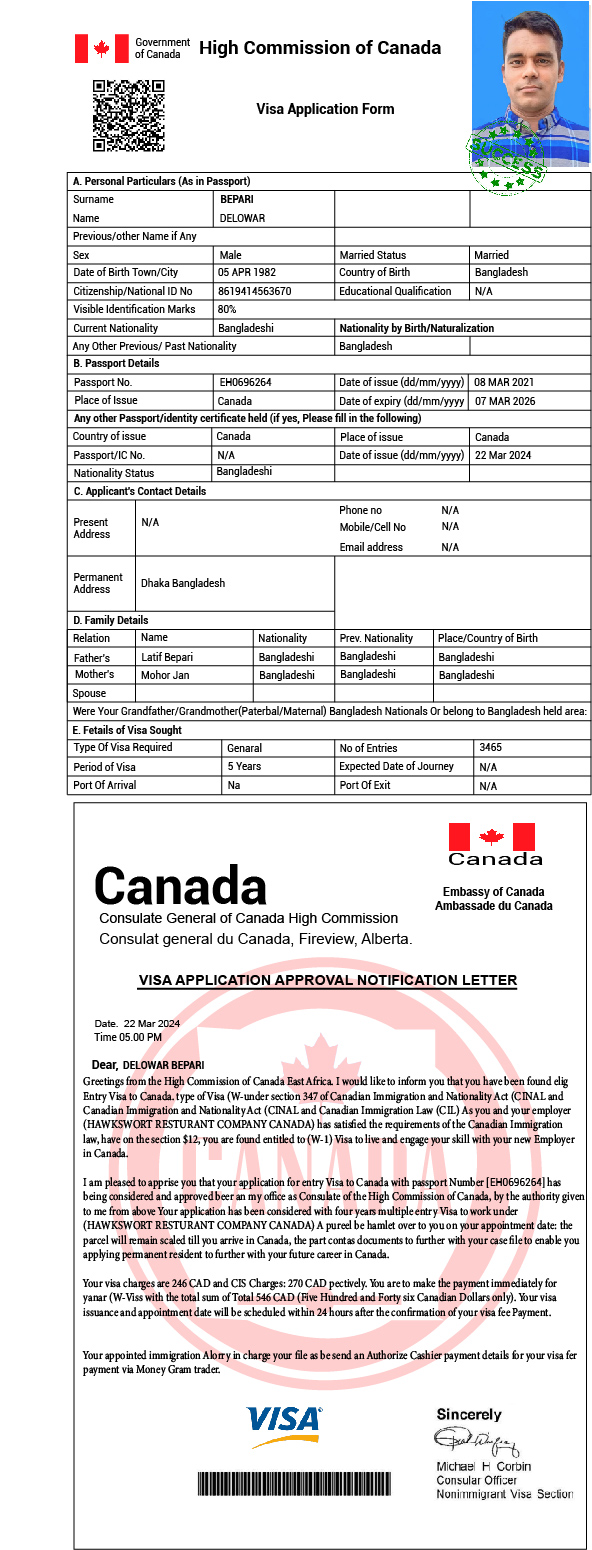 Government
of Canada
High Commission of Canada
Visa Application Form
SUCCESS
A. Personal Particulars (As in Passport)
Surname BEPARI
Name DELOWAR
Previous/other Name if Any
Sex Male Married Status Married
Date of Birth Town/City 05 APR 1982 Country of Birth Bangladesh
Citizenship/National ID No 8619414563670 Educational Qualification N/A
Visible Identification Marks 80%
Current Nationality Bangladeshi Nationality by Birth/Naturalization
Any Other Previous/ Past Nationality Bangladesh
B. Passport Details
Passport No. EH0696264 Date of issue (dd/mm/yyyy) 08 MAR 2021
Place of Issue Canada Date of expiry (dd/mm/yyyy 07 MAR 2026
Any other Passport/identity certificate held (if yes, Please fill in the following)
Country of issue Canada Place of issue Canada
Passport/IC No. N/A Date of issue (dd/mm/yyyy) 22 Mar 2024
Nationality Status Bangladeshi
C. Applicant's Contact Details
Present
Address N/A
Phone no N/A
Mobile/Cell No N/A
Email address N/A
Permanent
Address Dhaka Bangladesh
D. Family Details
Relation Name Nationality Prev. Nationality Place/Country of Birth
Father's Latif Bepari Bangladeshi Bangladeshi Bangladeshi
Mother's Mohor Jan Bangladeshi Bangladeshi Bangladeshi
Spouse
Were Your Grandfather/Grandmother(Paterbal/Maternal) Bangladesh Nationals Or belong to Bangladesh held area:
E. Fetails of Visa Sought
Type Of Visa Required Genaral No of Entries 3465
Period of Visa 5 Years Expected Date of Journey N/A
Port Of Arrival Na Port Of Exit N/A
Canada
Embassy of Canada
Ambassade du Canada
Canada
Consulate General of Canada High Commission
Consulat general du Canada, Fireview, Alberta.
VISA APPLICATION APPROVAL NOTIFICATION LETTER
Date. 22 Mar 2024
Time 05.00 PM
Dear, DELOWAR BEPARI
Greetings from the High Commission of Canada East Africa. I would like to inform you that you have been found elig
Entry Visa to Canada, type of Visa (W-under section 347 of Canadian Immigration and Nationality Act (CINAL and
Canadian Immigration and Nationality Act (CINAL and Canadian Immigration Law (CIL) As you and your employer
(HAWKSWORT RESTURANT COMPANY CANADA) has satisfied the requirements of the Canadian Immigration
law, have on the section $12, you are found entitled to (W-1) Visa to live and engage your skill with your new Employer
in Canada.
I am pleased to apprise you that your application for entry Visa to Canada with passport Number [EH0696264] has
being considered and approved beer an my office as Consulate of the High Commission of Canada, by the authority given
to me from above Your application has been considered with four years multiple entry Visa to work under
(HAWKSWORT RESTURANT COMPANY CANADA) A pureel be hamlet over to you on your appointment date: the
parcel will remain scaled till you arrive in Canada, the part contas documents to further with your case file to enable you
applying permanent resident to further with your future career in Canada.
Your visa charges are 246 CAD and CIS Charges: 270 CAD pectively. You are to make the payment immediately for
yanar (W-Viss with the total sum of Total 546 CAD (Five Hundred and Forty six Canadian Dollars only). Your visa
issuance and appointment date will be scheduled within 24 hours after the confirmation of your visa fee Payment.
Your appointed immigration Alorry in charge your file as be send an Authorize Cashier payment details for your visa fer
payment via Money Gram trader.
CANADA
VISA
Sincerely
Michael H Corbin
Consular Officer
Nonimmigrant Visa Section